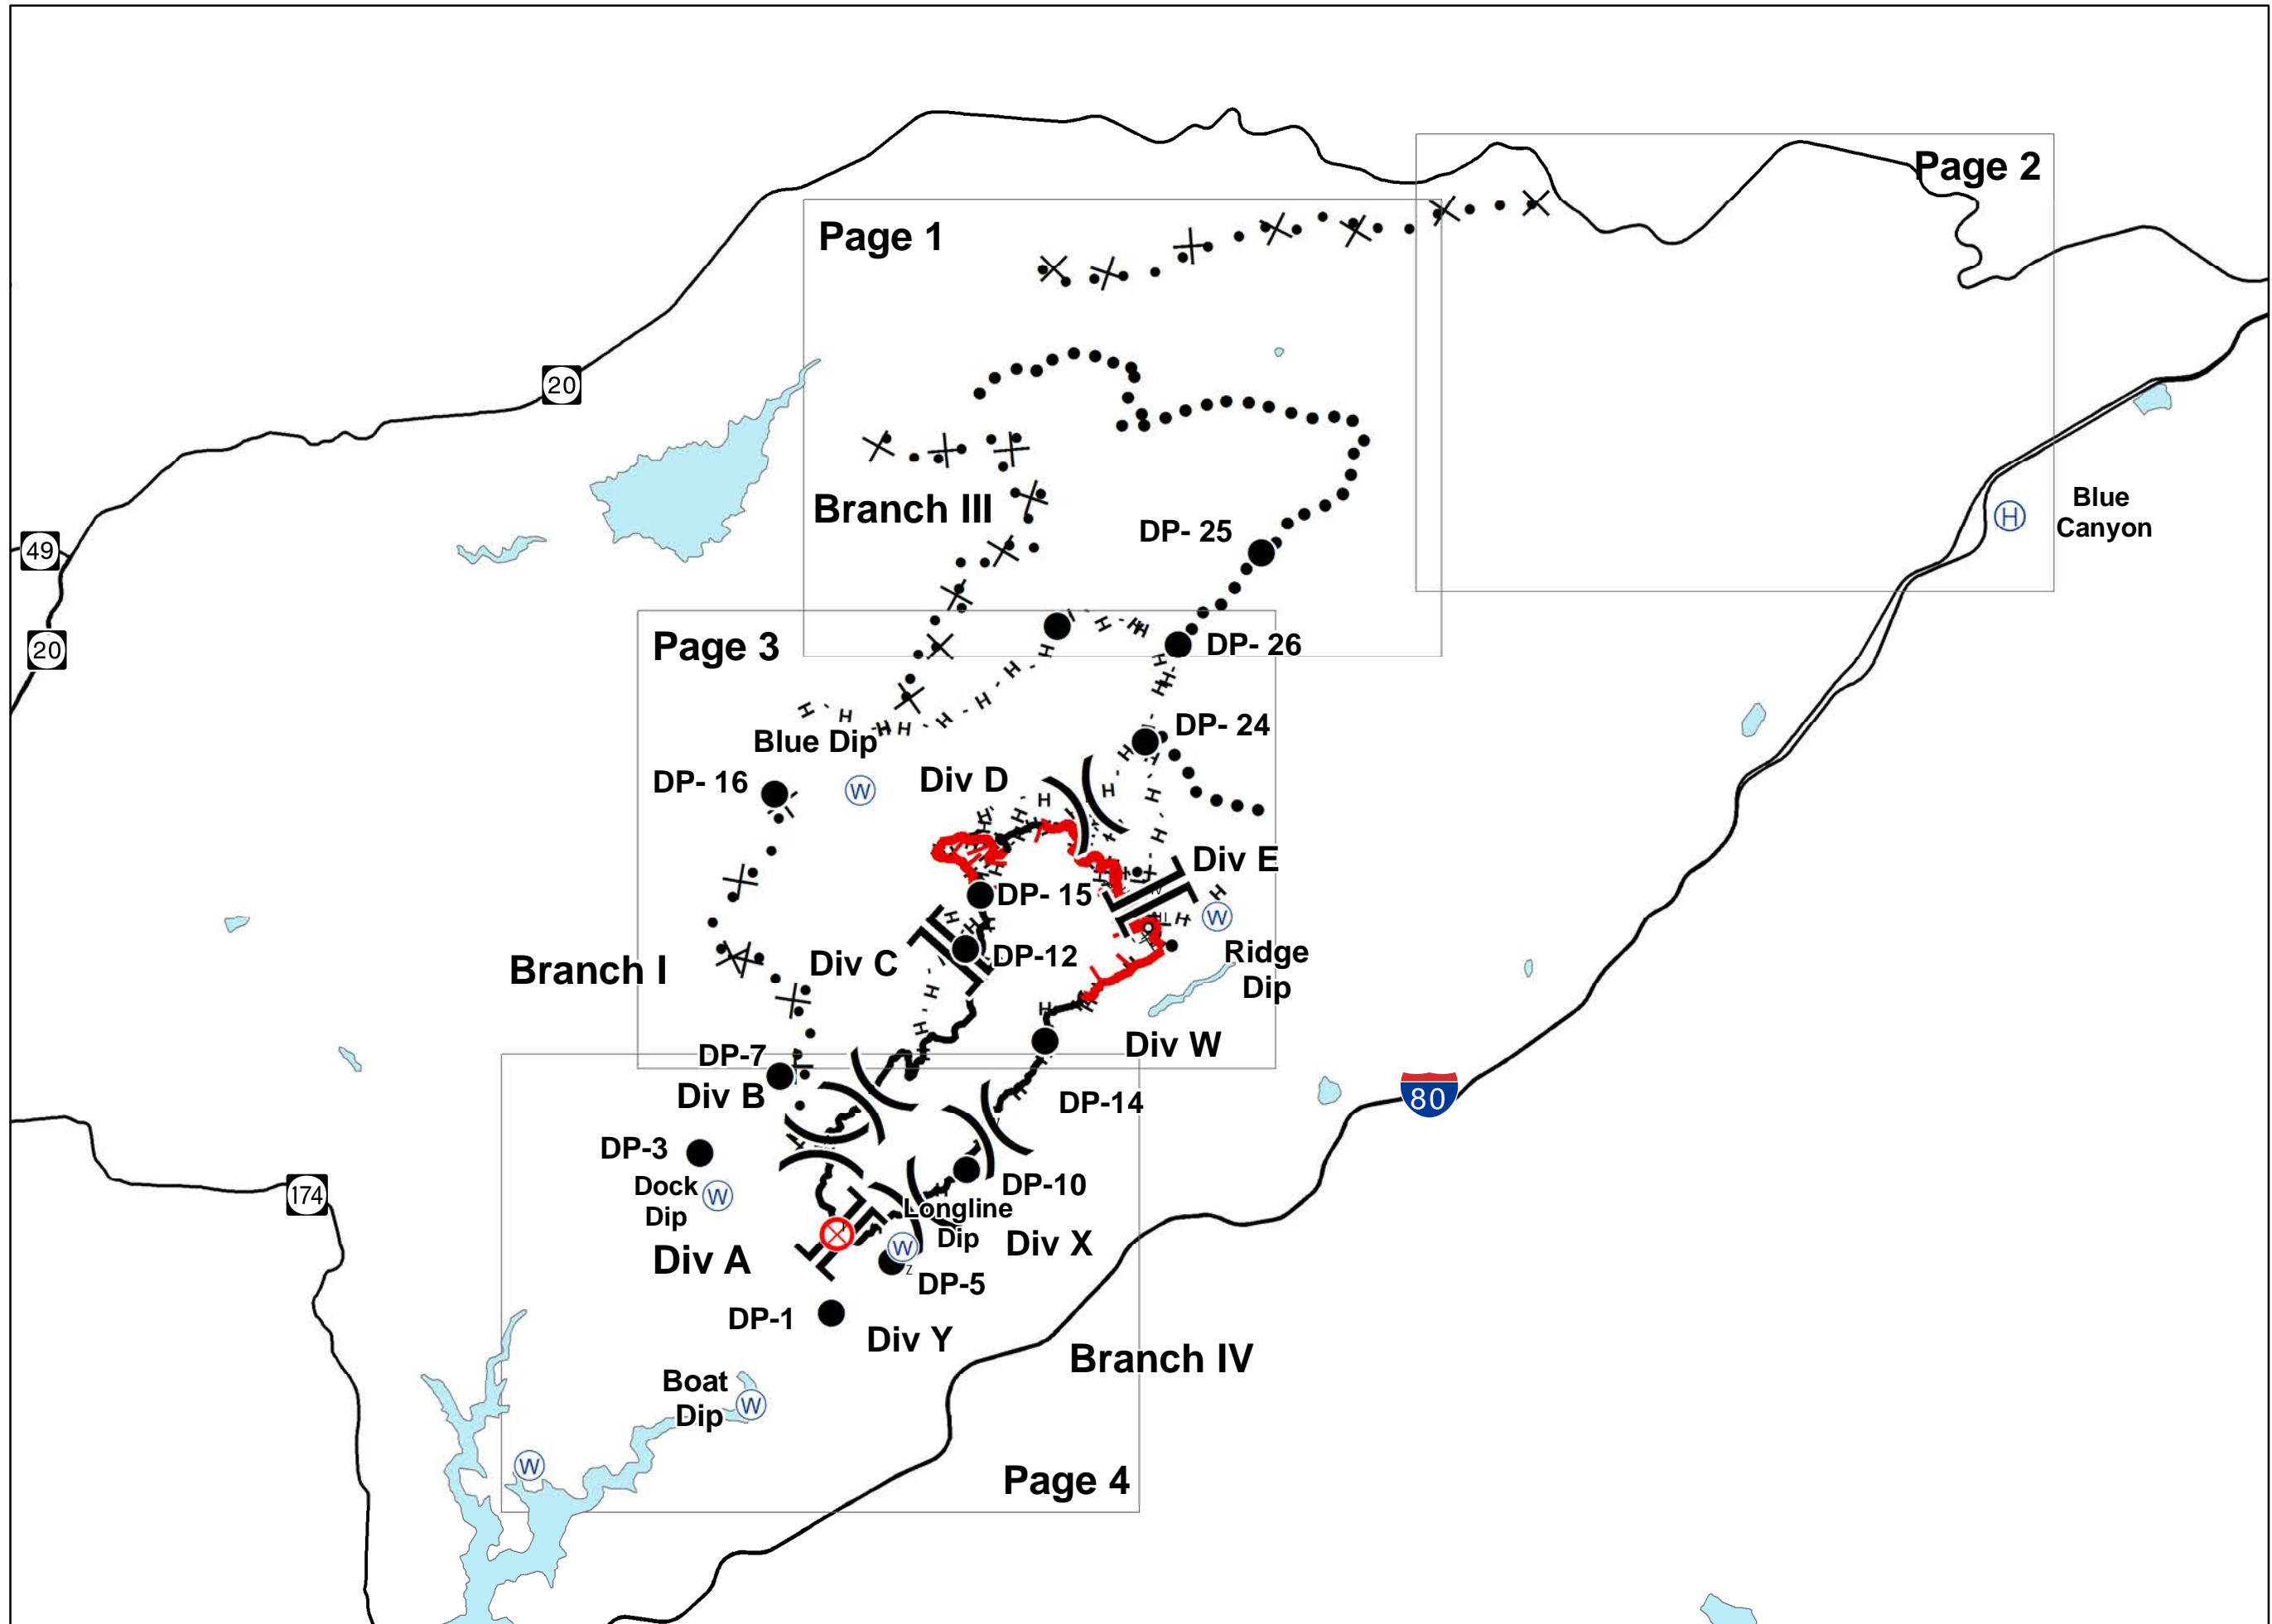 Page 2
Page 1
20
Branch III
Blue
Canyon
H
DP- 25
49
20
Page 3
DP- 26
DP- 24
Blue Dip
DP- 16
W
Div D
Div E
DP- 15
W
DP-12
Div C
Ridge
Dip
Branch I
Div W
DP-7
Div B
80
DP-14
DP-3
Dock
Dip
W
174
DP-10
Longline
Dip
W
Div X
Div A
Z
DP-5
DP-1
Div Y
Branch IV
Boat
Dip
W
W
Page 4